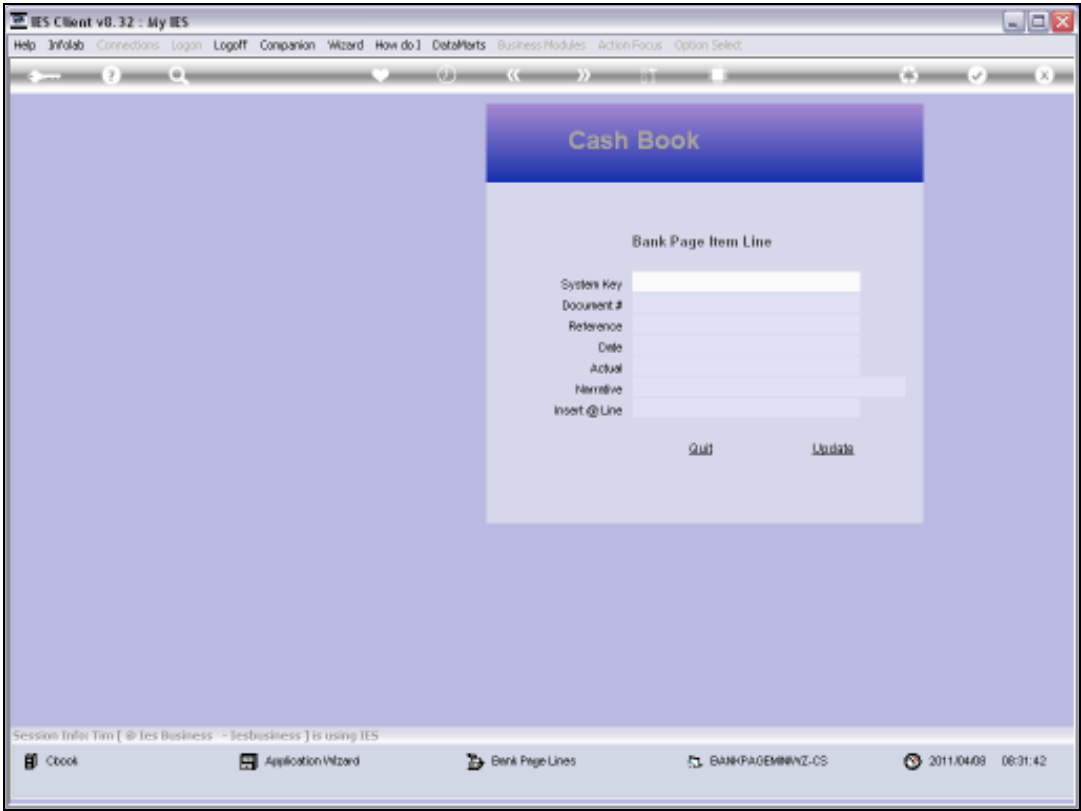 IES Client v8.32 : My IES
Help Infolab Connections Logon Logoff Companion Wizard How do I DataMarts Business Modules Action Focus Option Select
Cash Book
Bank Page Item Line
System Key
Document #
Reference
Date
Actual
Narrative
Insert @ Line
Quit Update
Session Info: Tim [ @ Ies Business - Iesbusiness ] is using IES
Cbook Application Wizard Bank Page Lines 2011/04/08 08:31:42